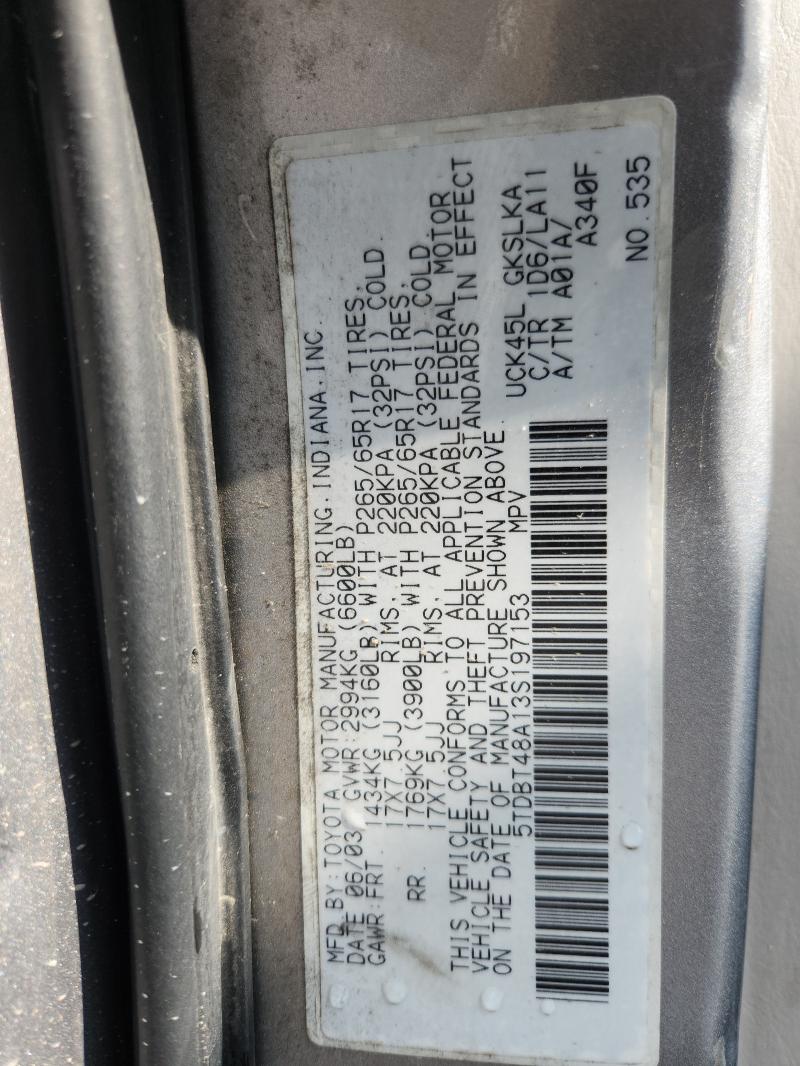 MFD BY:TOYOTA MOTOR MANUFACTURING,INDIANA,INC.
DATE 06/03 GVWR:2994KG(6600LB)
GAWR:FRT. 1434KG (3160LB) WITH P265/65R17 TIRES,
17X7.5JJ RIMS, AT 220KPA (32PSI) COLD.
RR. 1769KG (3900LB) WITH P265/65R17 TIRES,
17X7.5JJ RIMS, AT 220KPA (32PSI) COLD.
THIS VEHICLE CONFORMS TO ALL APPLICABLE FEDERAL MOTOR
VEHICLE SAFETY AND THEFT PREVENTION STANDARDS IN EFFECT
ON THE DATE OF MANUFACTURE SHOWN ABOVE.
5TDBT48A13S197153 MPV
UCK45L GKSLKA
C/TR 1D6/LA11
A/TM A01A/
A340F
NO.535